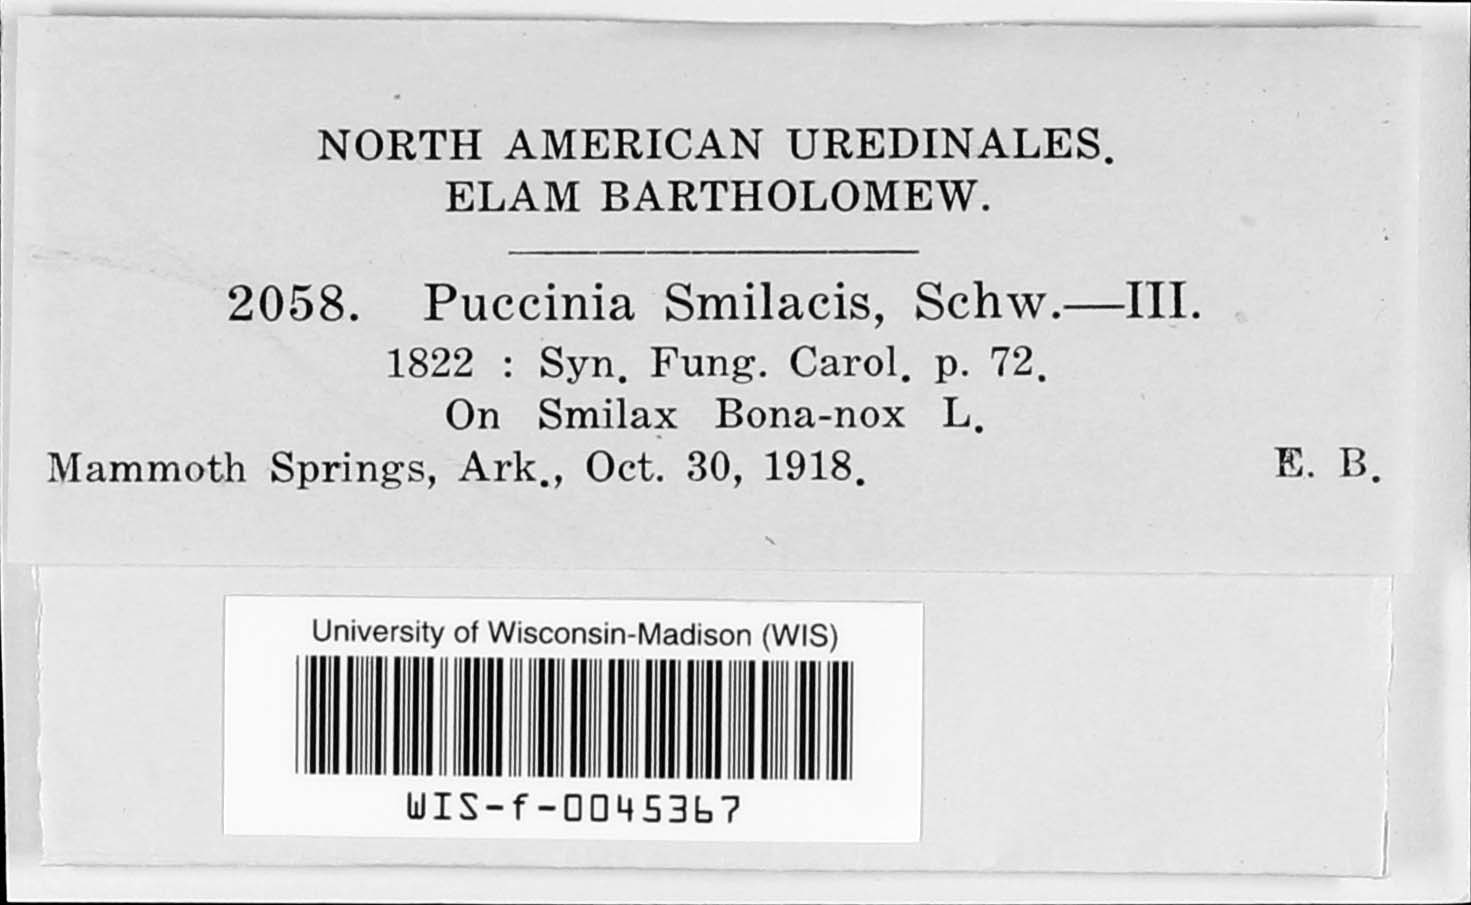 NORTH AMERICAN UREDINALES.
ELAM BARTHOLOMEW.
2058. Puccinia Smilacis, Schw.—III.
1822 : Syn. Fung. Carol. p. 72.
On Smilax Bona-nox L.
Mammoth Springs, Ark., Oct. 30, 1918. E. B.
University of Wisconsin-Madison (WIS)
WIS-f-0045367